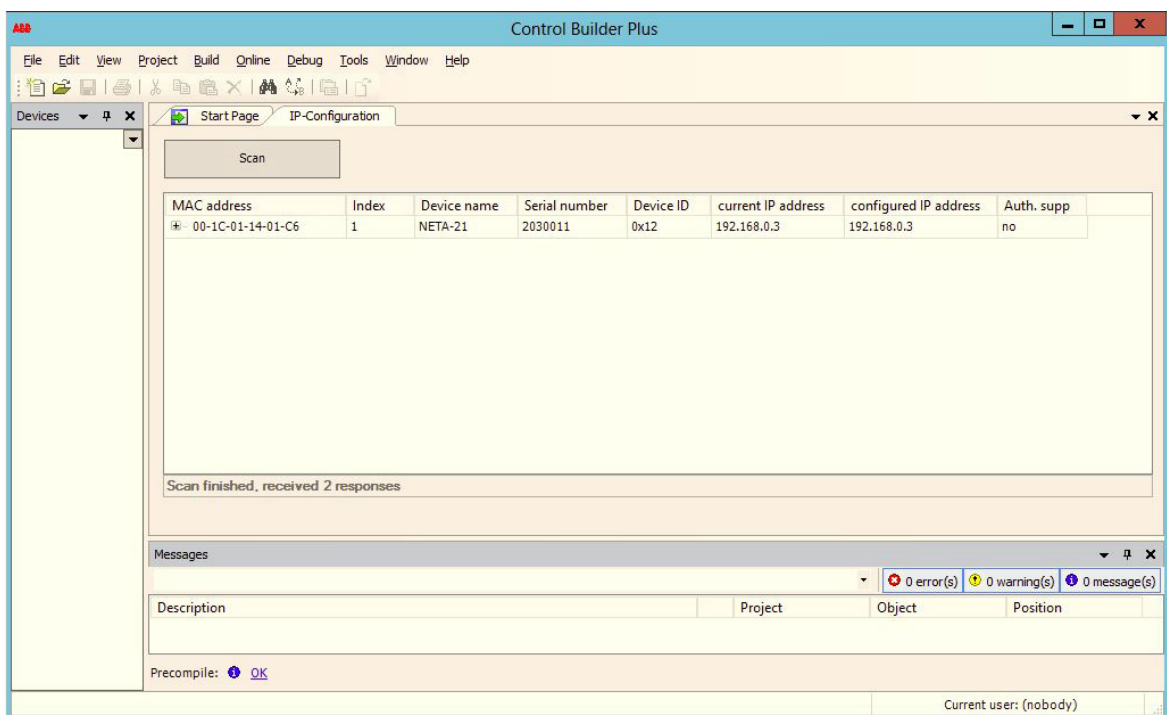 ABB Control Builder Plus
File Edit View Project Build Online Debug Tools Window Help
Devices Start Page IP-Configuration
Scan
MAC address Index Device name Serial number Device ID current IP address configured IP address Auth. supp
00-1C-01-14-01-C6 1 NETA-21 2030011 0x12 192.168.0.3 192.168.0.3 no
Scan finished, received 2 responses
Messages
0 error(s) 0 warning(s) 0 message(s)
Description Project Object Position
Precompile: OK
Current user: (nobody)